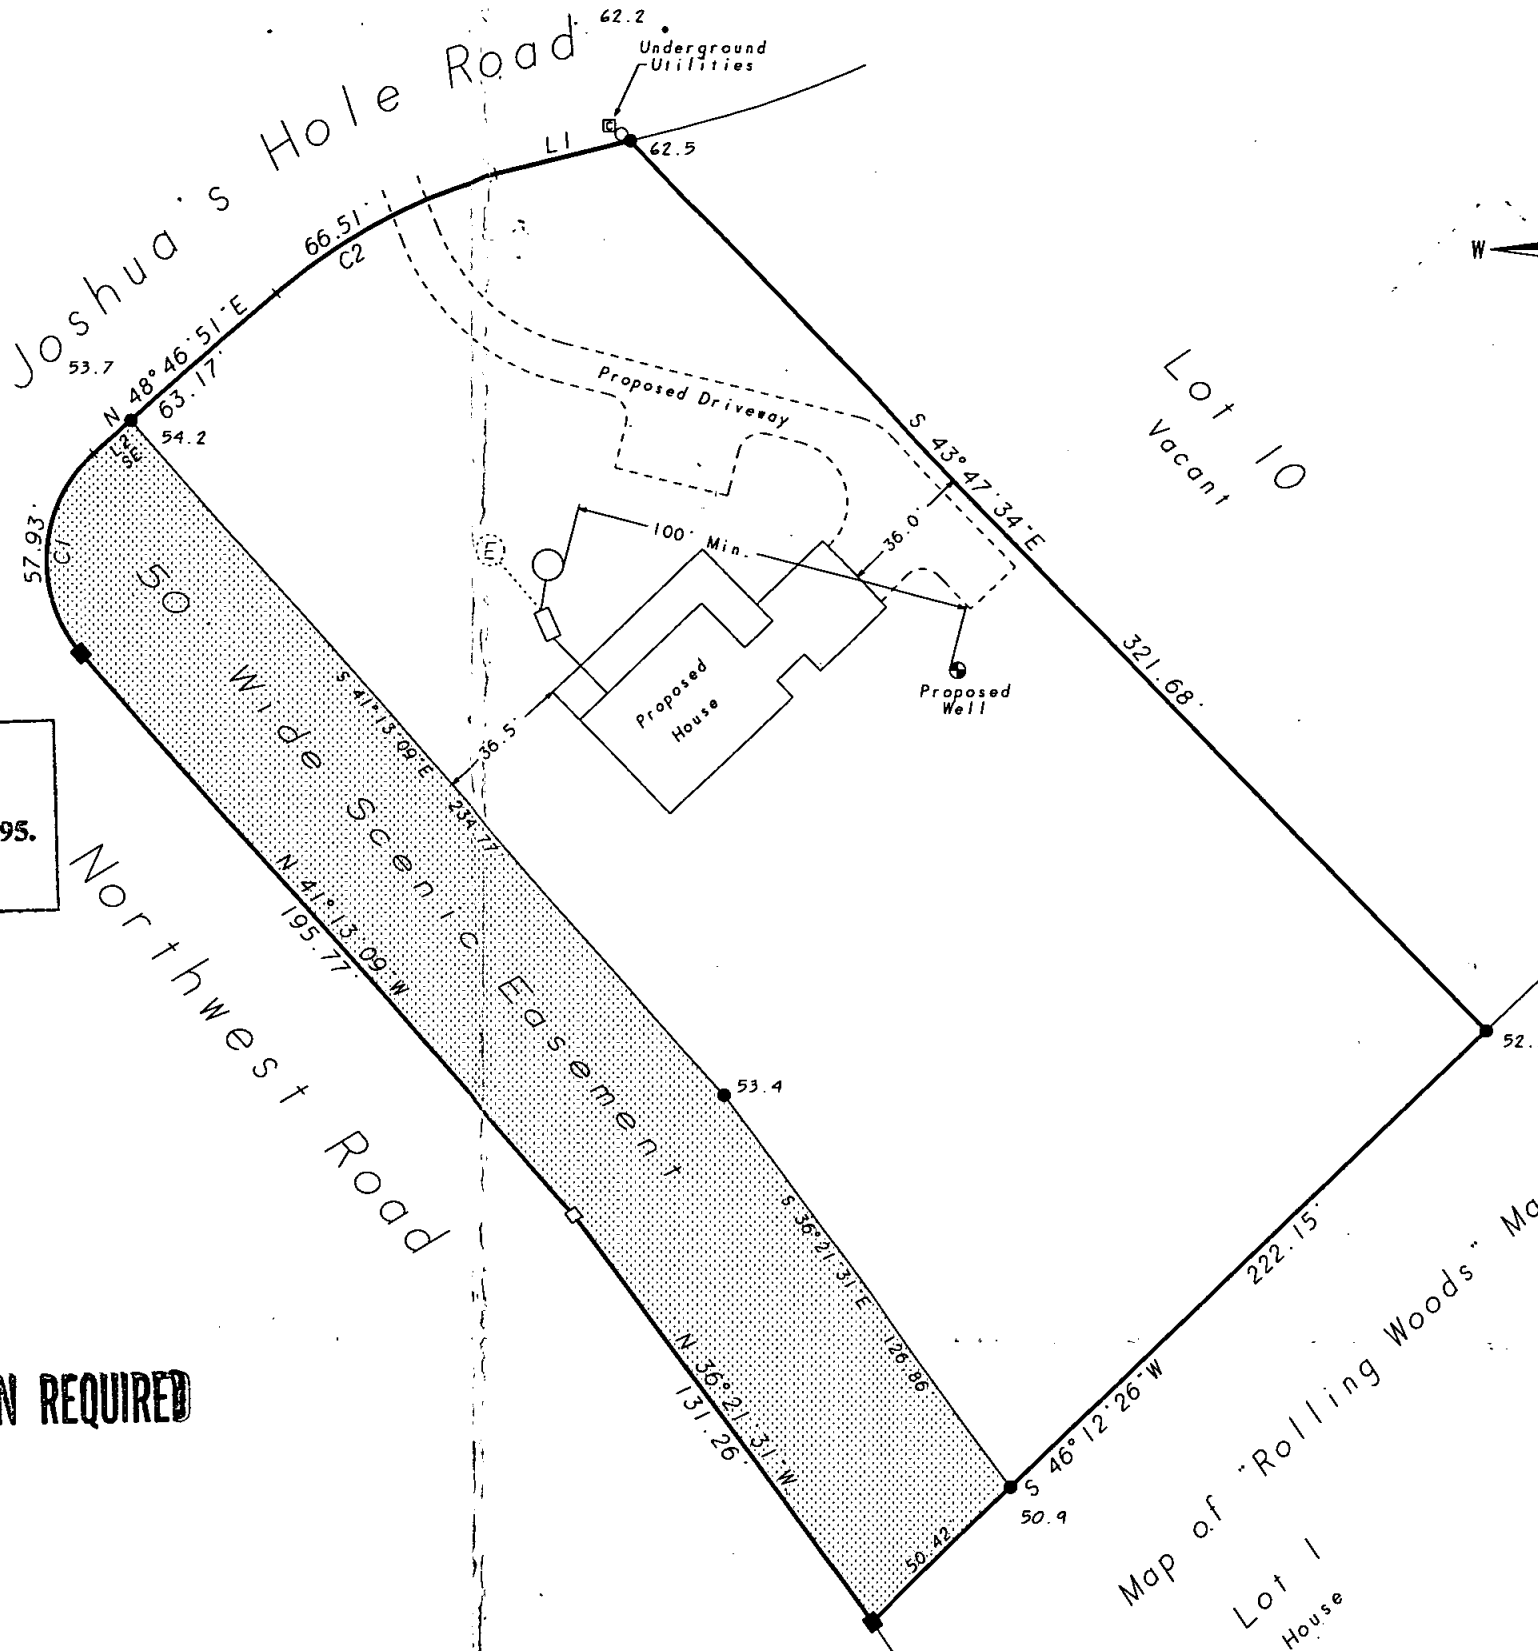 62.2
Underground
Utilities
Joshua's Hole Road
L1
62.5
66.51'
C2
W
N 48°46'51"E
63.17'
53.7
54.2
L2
SE
Proposed Driveway
Lot 10
Vacant
S 43°47'34"E
321.68'
57.93'
C1
E
100' Min.
36.0'
50' Wide Scenic Easement
S 41°13'09"E
234.77'
36.5'
Proposed
House
Proposed
Well
95.
Northwest Road
N 41°13'09"W
195.77'
52.
53.4
S 36°21'31"E
126.86'
222.15'
S 46°12'26"W
N REQUIRED
N 36°21'31"W
131.26'
50.9
50.42'
Map of "Rolling Woods" Ma
Lot 1
House